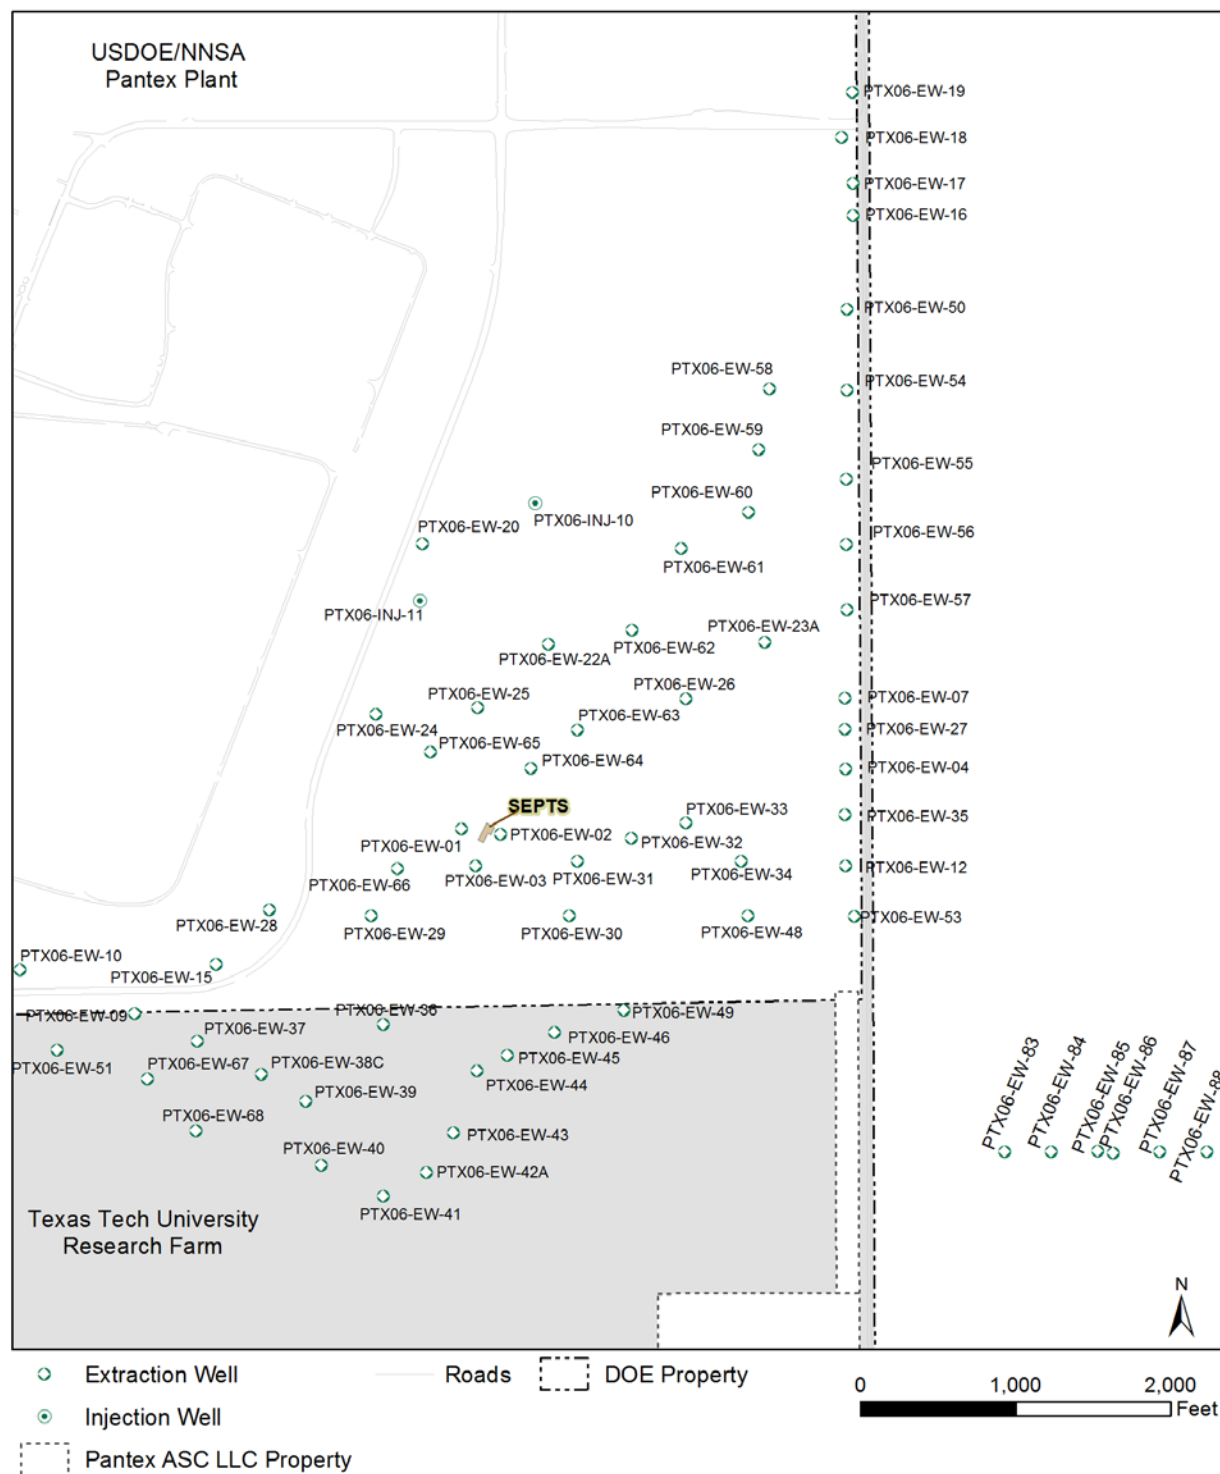 USDOE/NNSA
Pantex Plant
PTX06-EW-19
PTX06-EW-18
PTX06-EW-17
PTX06-EW-16
PTX06-EW-50
PTX06-EW-58
PTX06-EW-54
PTX06-EW-59
PTX06-EW-55
PTX06-EW-60
PTX06-INJ-10
PTX06-EW-20
PTX06-EW-56
PTX06-EW-61
PTX06-EW-57
PTX06-INJ-11
PTX06-EW-23A
PTX06-EW-62
PTX06-EW-22A
PTX06-EW-25
PTX06-EW-26
PTX06-EW-07
PTX06-EW-63
PTX06-EW-24
PTX06-EW-27
PTX06-EW-65
PTX06-EW-64
PTX06-EW-04
SEPTS
PTX06-EW-33
PTX06-EW-35
PTX06-EW-02
PTX06-EW-01
PTX06-EW-32
PTX06-EW-12
PTX06-EW-66
PTX06-EW-03
PTX06-EW-31
PTX06-EW-34
PTX06-EW-28
PTX06-EW-29
PTX06-EW-30
PTX06-EW-48
PTX06-EW-53
PTX06-EW-10
PTX06-EW-15
PTX06-EW-09
PTX06-EW-36
PTX06-EW-49
PTX06-EW-37
PTX06-EW-46
PTX06-EW-51
PTX06-EW-67
PTX06-EW-38C
PTX06-EW-45
PTX06-EW-44
PTX06-EW-39
PTX06-EW-68
PTX06-EW-43
PTX06-EW-40
PTX06-EW-42A
PTX06-EW-41
PTX06-EW-83
PTX06-EW-84
PTX06-EW-85
PTX06-EW-86
PTX06-EW-87
PTX06-EW-88
Texas Tech University
Research Farm
N
Extraction Well
Roads
DOE Property
Injection Well
Pantex ASC LLC Property
0 1,000 2,000
Feet